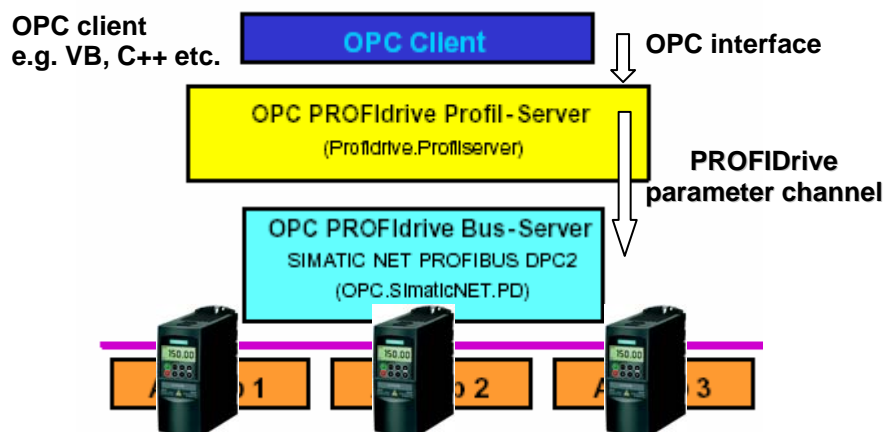 OPC client
e.g. VB, C++ etc.
OPC Client
OPC interface
OPC PROFIdrive Profil-Server
(Profidrive.Profilserver)
PROFIDrive
parameter channel
OPC PROFIdrive Bus-Server
SIMATIC NET PROFIBUS DPC2
(OPC.SimaticNET.PD)
150.00
150.00
150.00
1
2
3